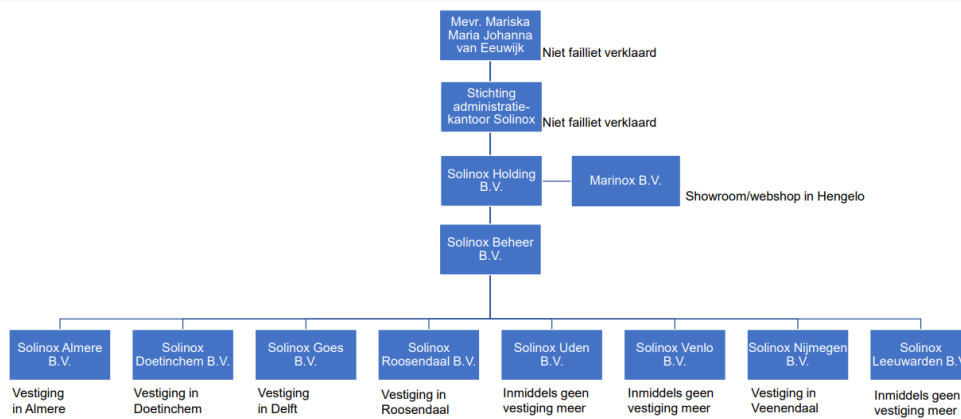 Mevr. Mariska
Maria Johanna
van Eeuwijk
Niet failliet verklaard
Stichting
administratie-
kantoor Solinox
Niet failliet verklaard
Solinox Holding
B.V.
Marinox B.V.
Showroom/webshop in Hengelo
Solinox Beheer
B.V.
Solinox Almere
B.V.
Vestiging
in Almere
Solinox
Doetinchem B.V.
Vestiging in
Doetinchem
Solinox Goes
B.V.
Vestiging
in Delft
Solinox
Roosendaal B.V.
Vestiging in
Roosendaal
Solinox Uden
B.V.
Inmiddels geen
vestiging meer
Solinox Venlo
B.V.
Inmiddels geen
vestiging meer
Solinox Nijmegen
B.V.
Vestiging in
Veenendaal
Solinox
Leeuwarden B.V.
Inmiddels geen
vestiging meer